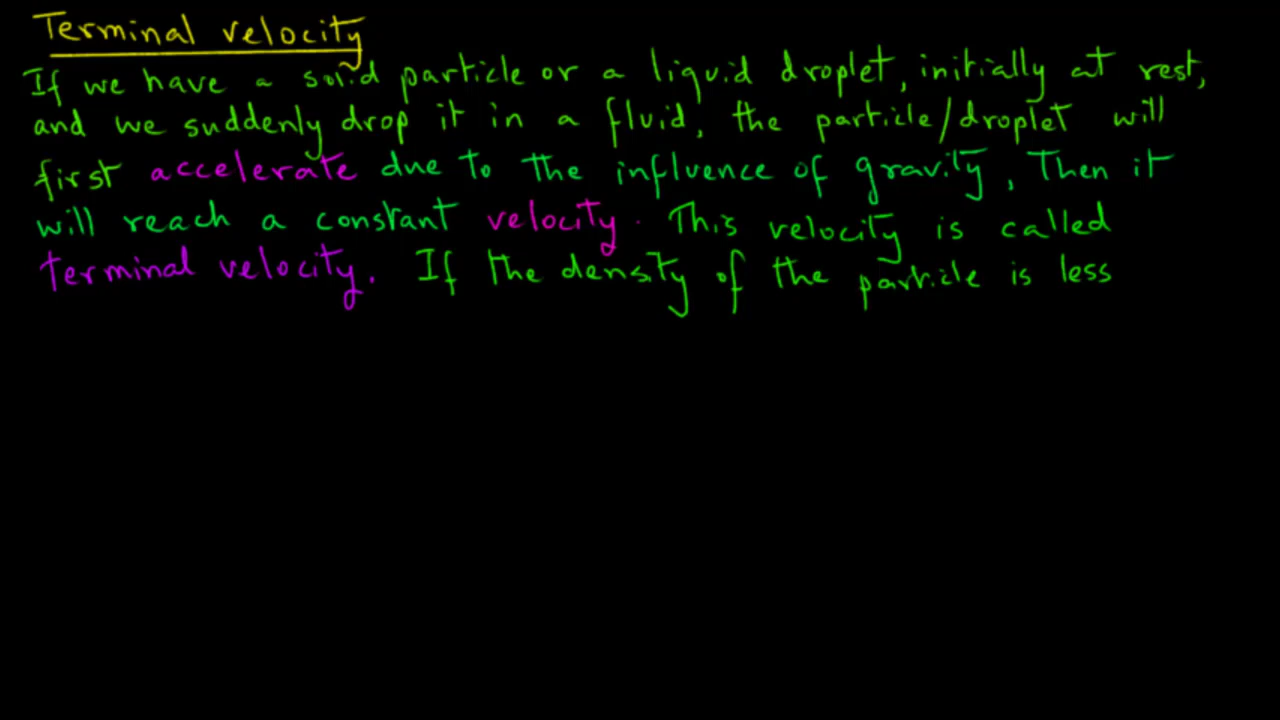 Terminal velocity
If we have a solid particle or a liquid droplet, initially at rest,
and we suddenly drop it in a fluid, the particle/droplet will
first accelerate due to the influence of gravity, Then it
will reach a constant velocity. This velocity is called
terminal velocity. If the density of the particle is less